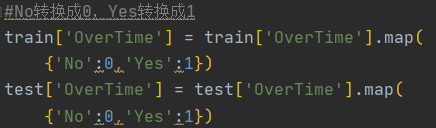 #No转换成0，Yes转换成1
train['OverTime'] = train['OverTime'].map(
{'No':0,'Yes':1})
test['OverTime'] = test['OverTime'].map(
{'No':0,'Yes':1})